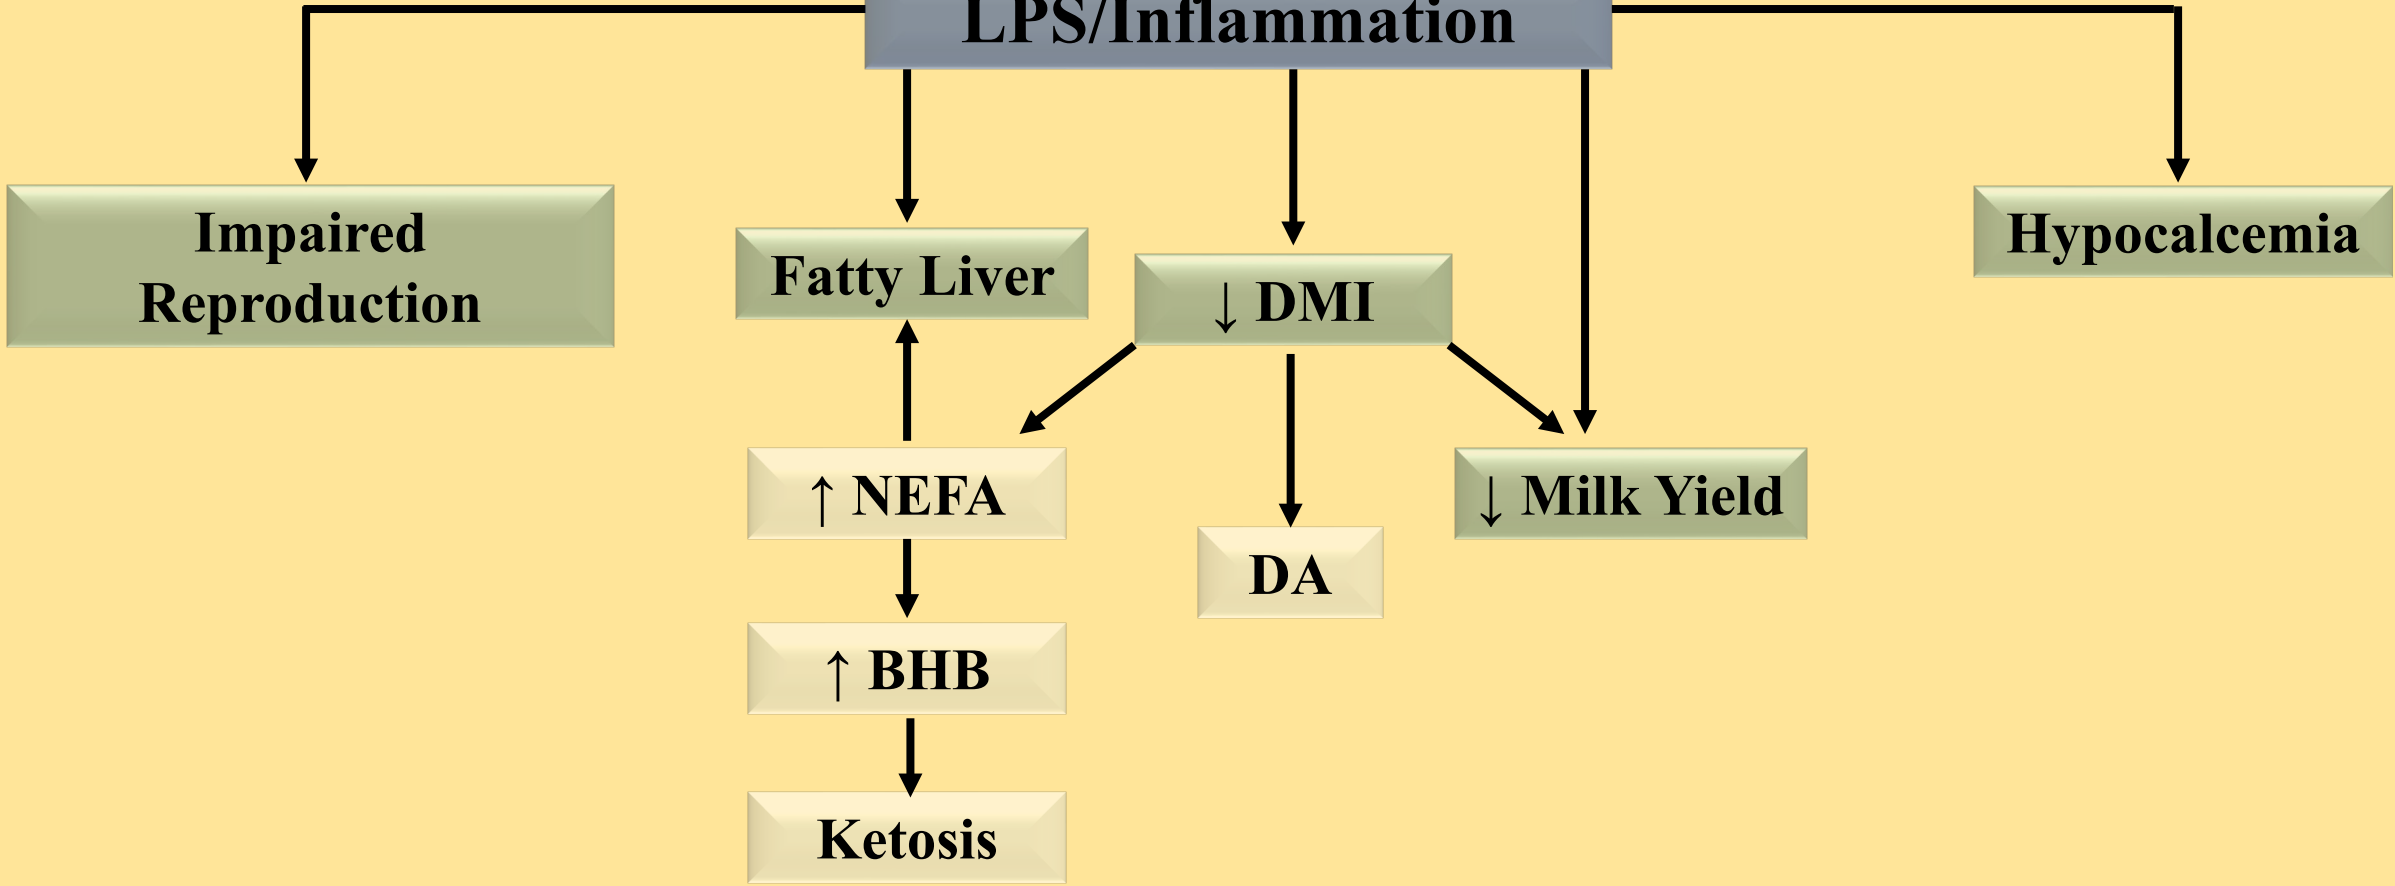 LPS/Inflammation
Impaired
Reproduction
Fatty Liver
↓ DMI
Hypocalcemia
↑ NEFA
↓ Milk Yield
DA
↑ BHB
Ketosis